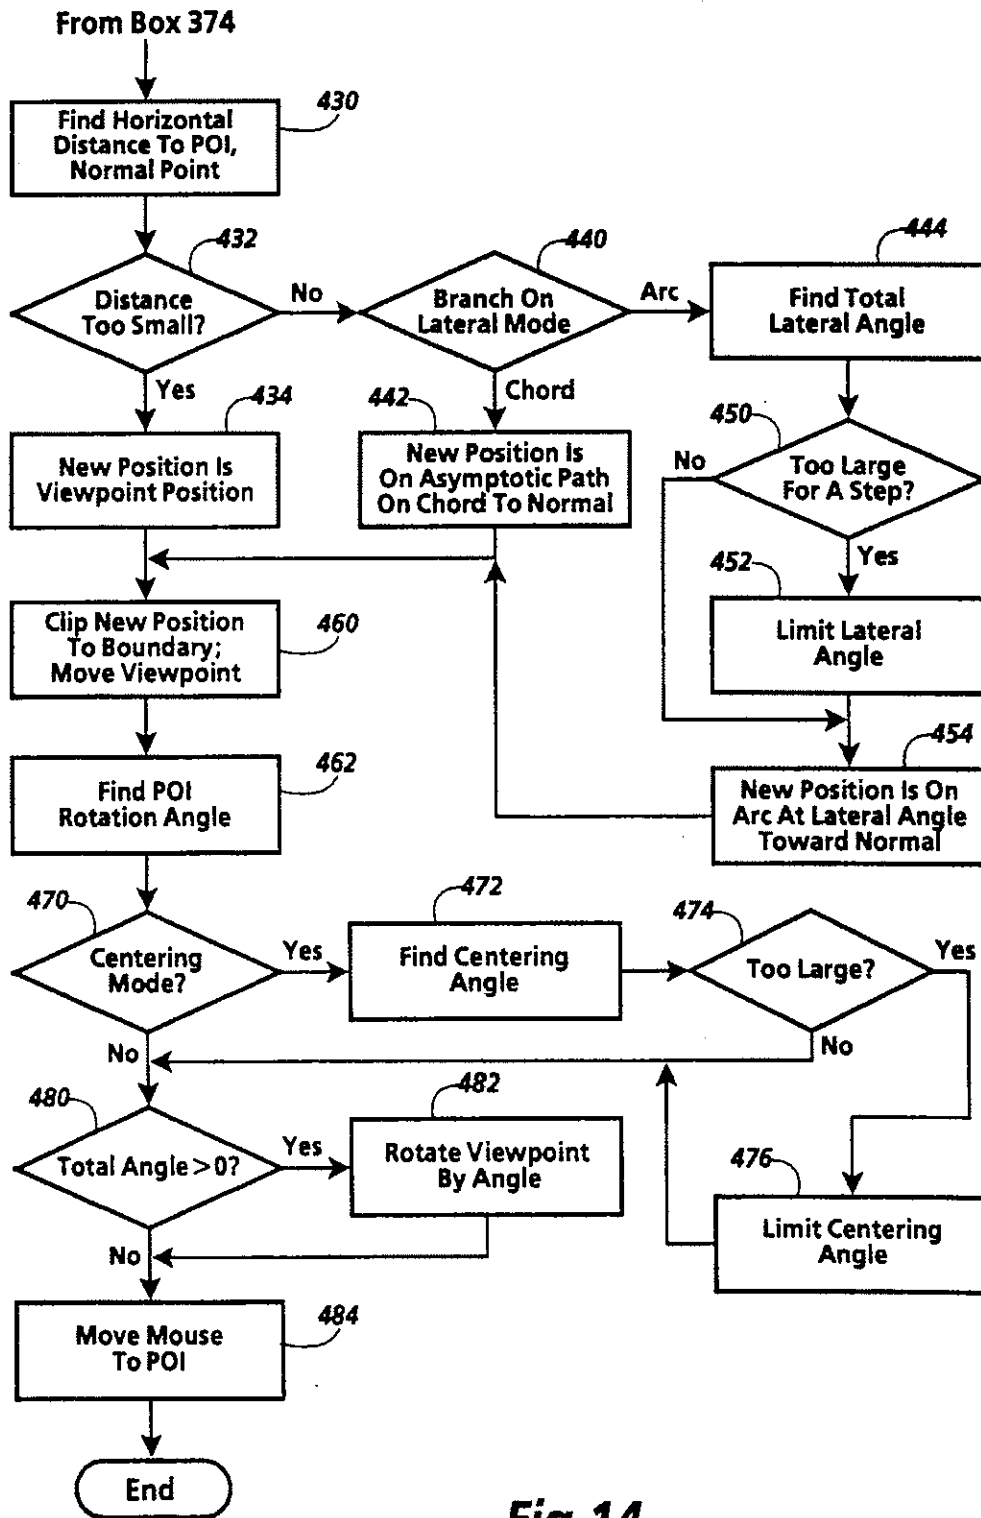 From Box 374
430
Find Horizontal
Distance To POI,
Normal Point
432
Distance
Too Small?
No
Yes
440
Branch On
Lateral Mode
Arc
Chord
444
Find Total
Lateral Angle
434
New Position Is
Viewpoint Position
442
New Position Is
On Asymptotic Path
On Chord To Normal
450
No
Too Large
For A Step?
Yes
452
Limit Lateral
Angle
454
New Position Is On
Arc At Lateral Angle
Toward Normal
Clip New Position
To Boundary;
Move Viewpoint
460
462
Find POI
Rotation Angle
470
Centering
Mode?
Yes
No
472
Find Centering
Angle
474
Too Large?
Yes
No
480
Total Angle > 0?
Yes
No
482
Rotate Viewpoint
By Angle
476
Limit Centering
Angle
484
Move Mouse
To POI
End
Fig. 14